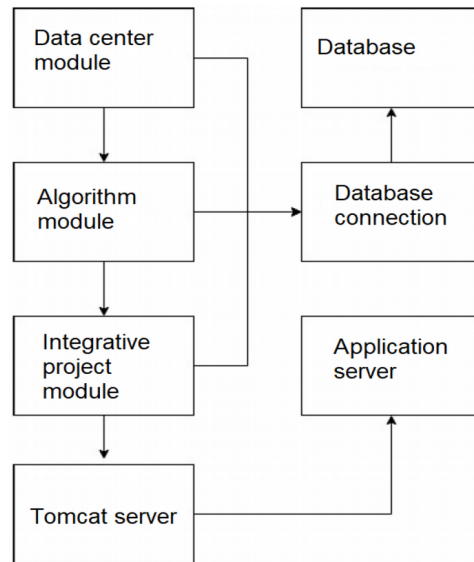 Data center
module
Database
Algorithm
module
Database
connection
Integrative
project
module
Application
server
Tomcat server